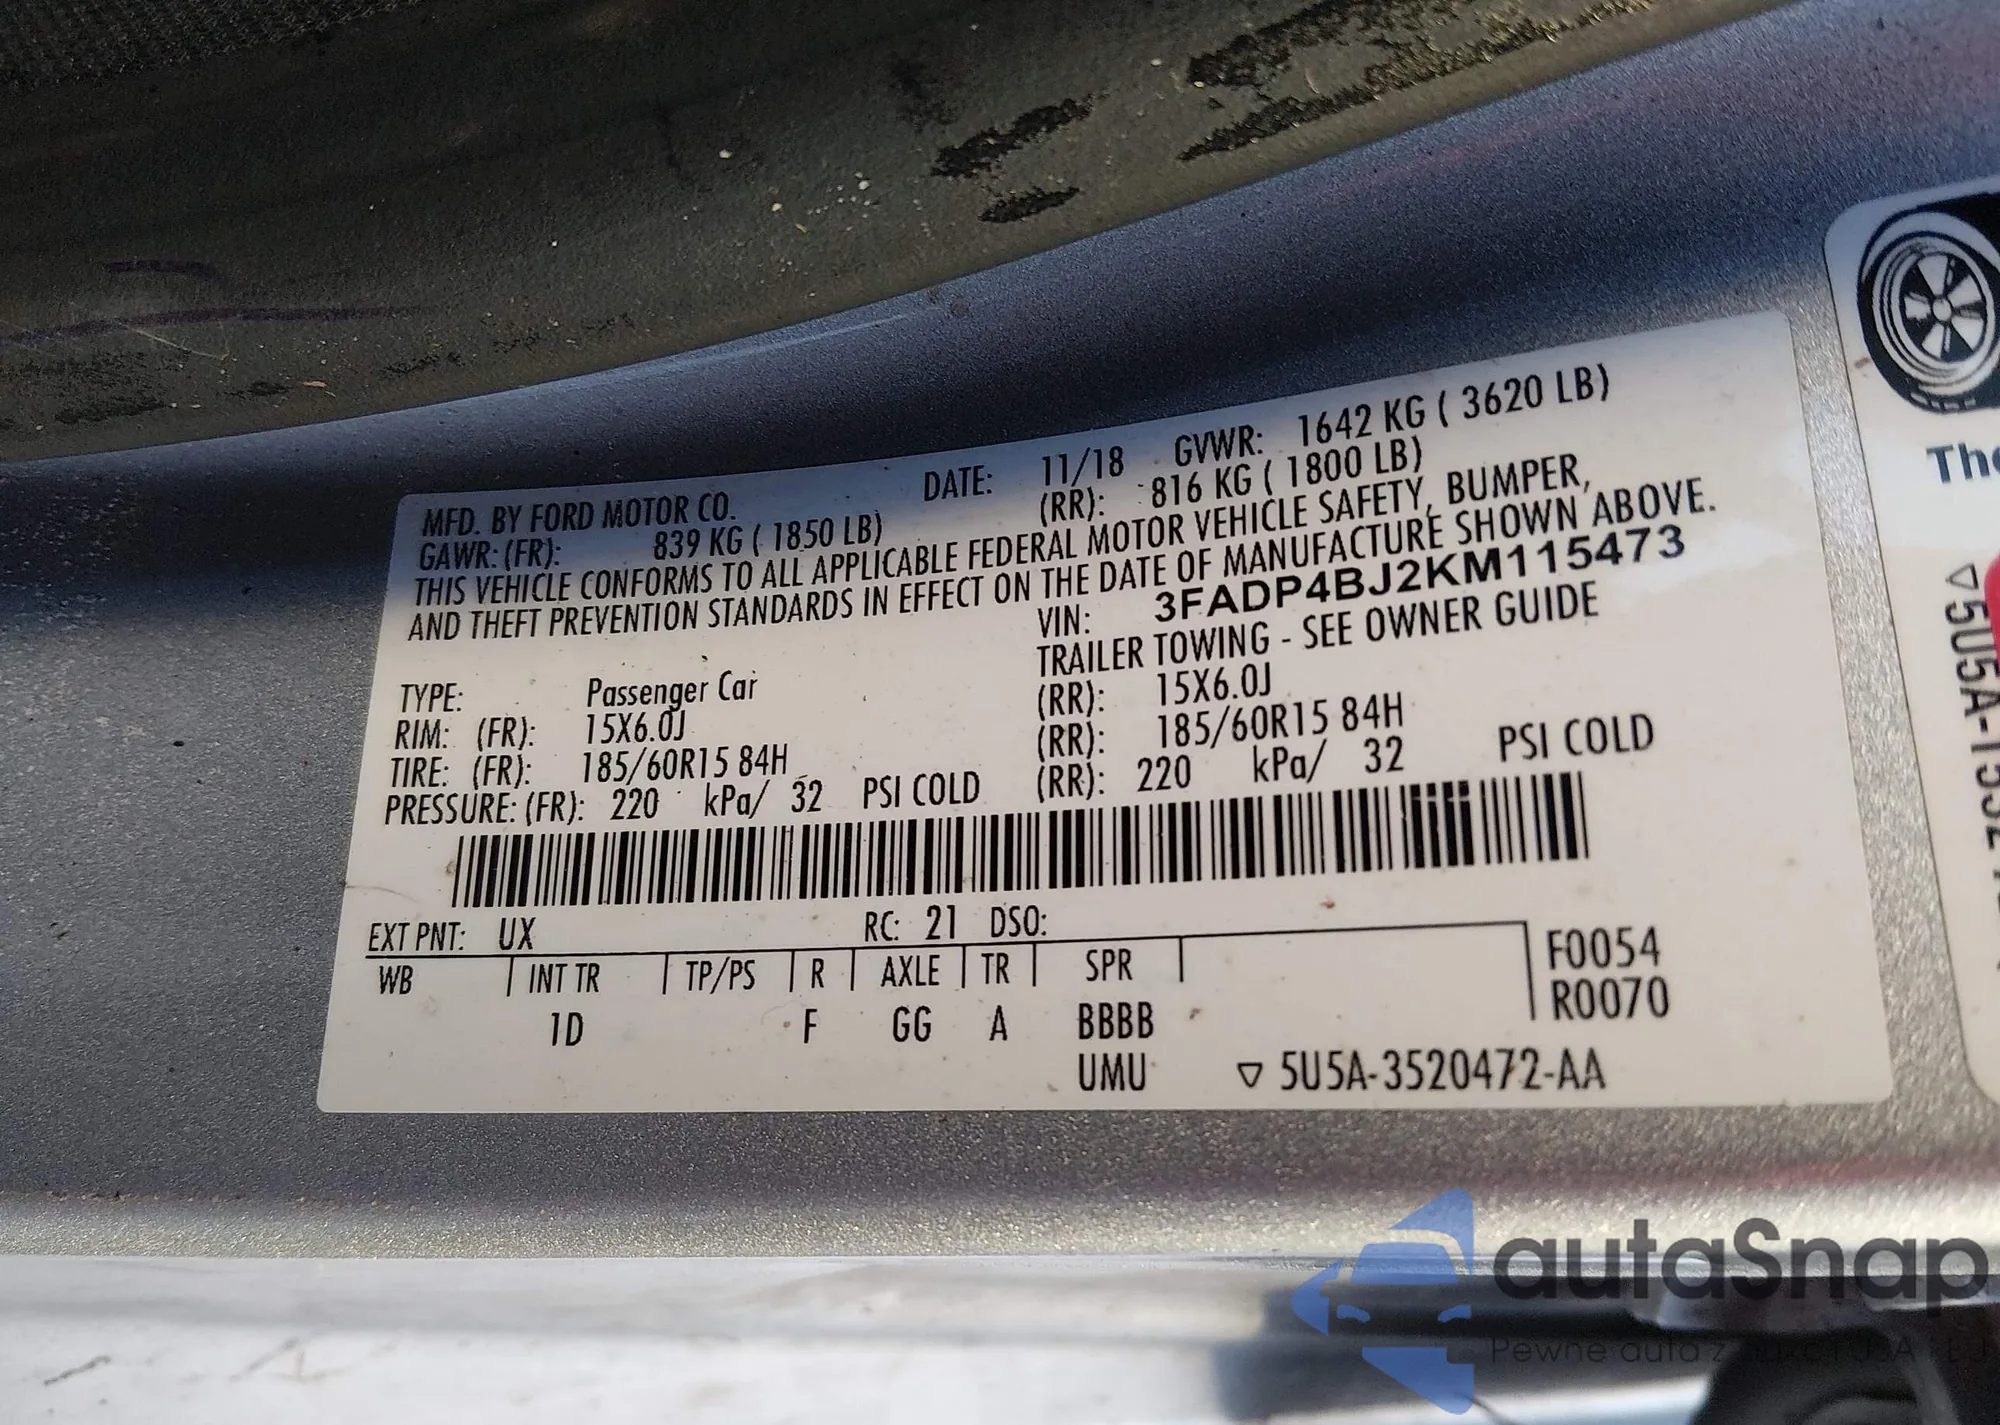 MFD. BY FORD MOTOR CO. DATE: 11/18 GVWR: 1642 KG ( 3620 LB)
GAWR: (FR): 839 KG ( 1850 LB) (RR): 816 KG ( 1800 LB)
THIS VEHICLE CONFORMS TO ALL APPLICABLE FEDERAL MOTOR VEHICLE SAFETY, BUMPER,
AND THEFT PREVENTION STANDARDS IN EFFECT ON THE DATE OF MANUFACTURE SHOWN ABOVE.
VIN: 3FADP4BJ2KM115473
TYPE: Passenger Car TRAILER TOWING - SEE OWNER GUIDE
RIM: (FR): 15X6.0J (RR): 15X6.0J
TIRE: (FR): 185/60R15 84H (RR): 185/60R15 84H
PRESSURE: (FR): 220 kPa/ 32 PSI COLD (RR): 220 kPa/ 32 PSI COLD
EXT PNT: UX RC: 21 DSO:
WB INT TR TP/PS R AXLE TR SPR F0054
R0070
1D F GG A BBBB
UMU ▽ 5U5A-3520472-AA
The
autaSnap
Pewne auta z USA